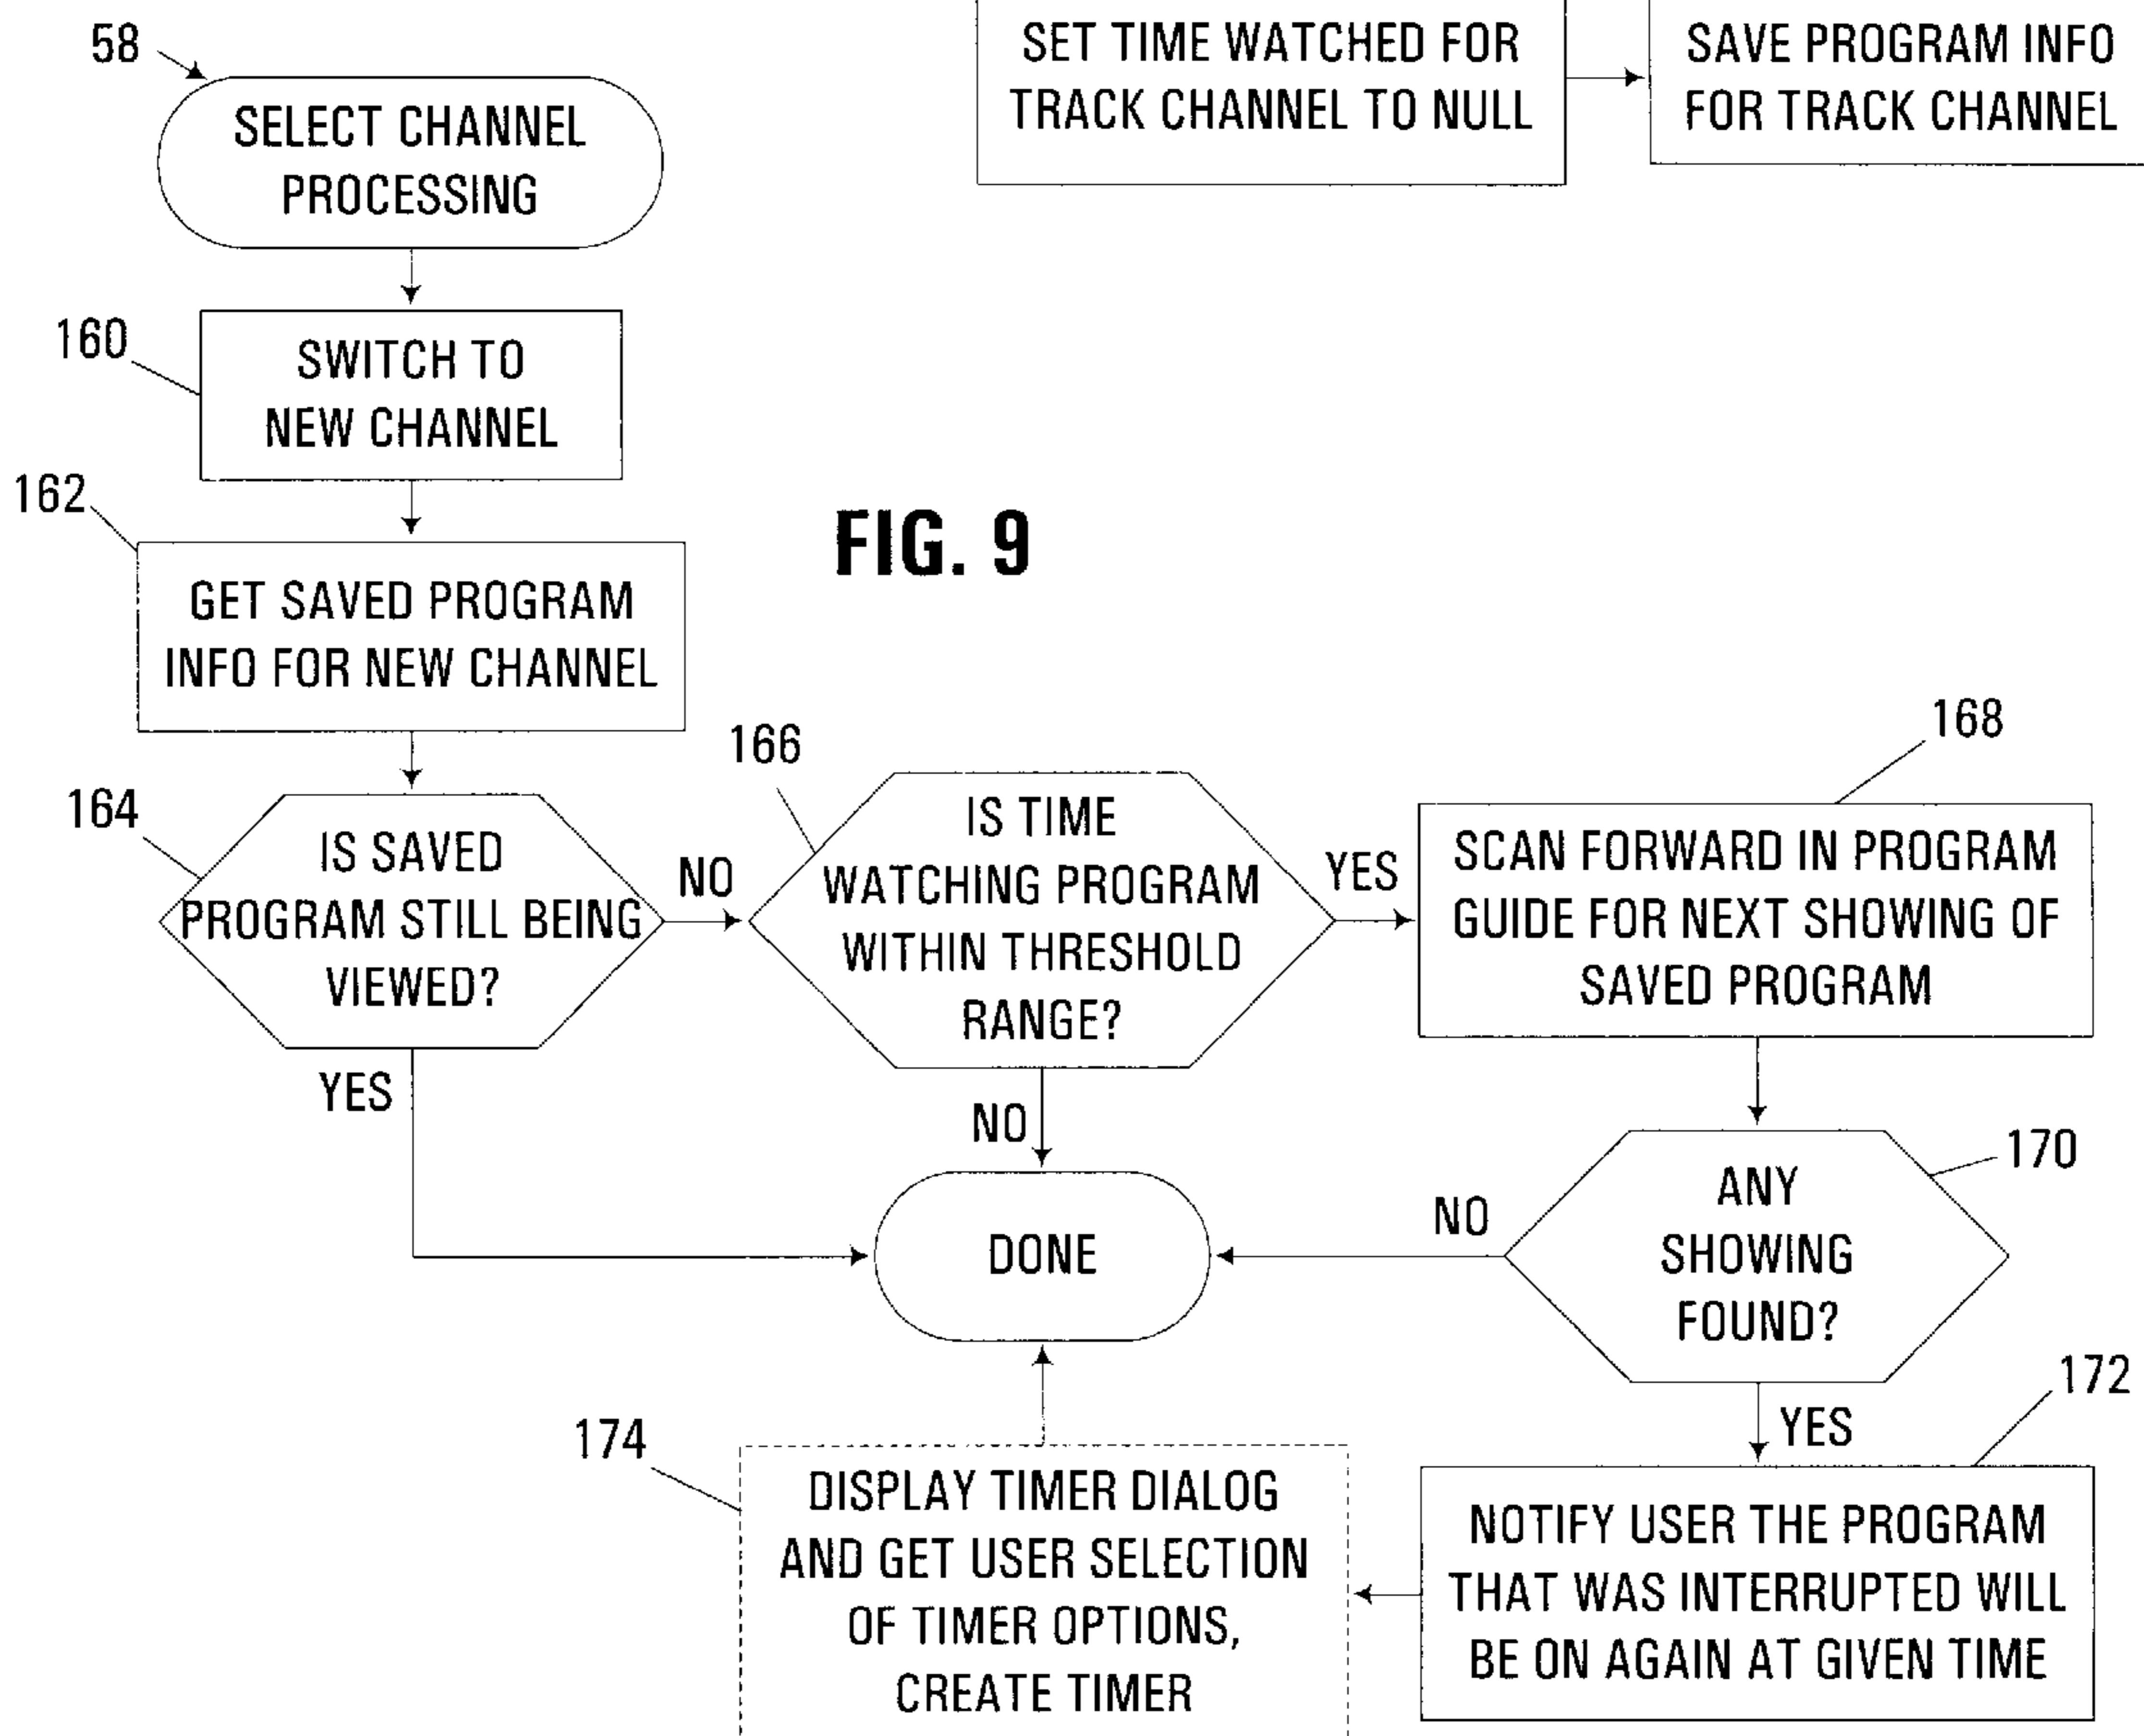 58
SELECT CHANNEL
PROCESSING
SET TIME WATCHED FOR
TRACK CHANNEL TO NULL
SAVE PROGRAM INFO
FOR TRACK CHANNEL
160
SWITCH TO
NEW CHANNEL
162
GET SAVED PROGRAM
INFO FOR NEW CHANNEL
FIG. 9
164
IS SAVED
PROGRAM STILL BEING
VIEWED?
NO
YES
166
IS TIME
WATCHING PROGRAM
WITHIN THRESHOLD
RANGE?
YES
NO
168
SCAN FORWARD IN PROGRAM
GUIDE FOR NEXT SHOWING OF
SAVED PROGRAM
170
ANY
SHOWING
FOUND?
NO
YES
DONE
172
NOTIFY USER THE PROGRAM
THAT WAS INTERRUPTED WILL
BE ON AGAIN AT GIVEN TIME
174
DISPLAY TIMER DIALOG
AND GET USER SELECTION
OF TIMER OPTIONS,
CREATE TIMER